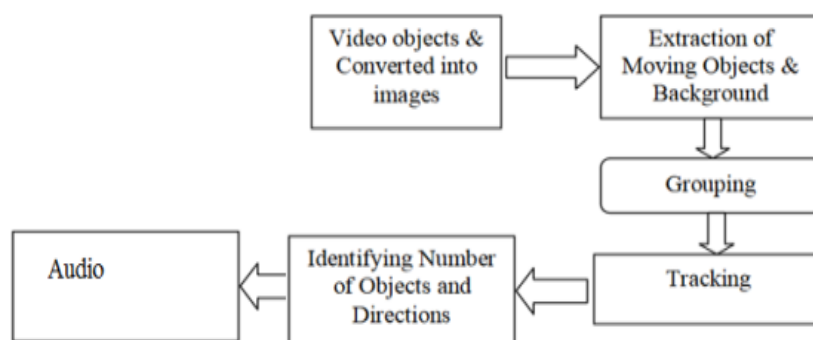 Video objects &
Converted into
images
Extraction of
Moving Objects &
Background
Grouping
Tracking
Identifying Number
of Objects and
Directions
Audio